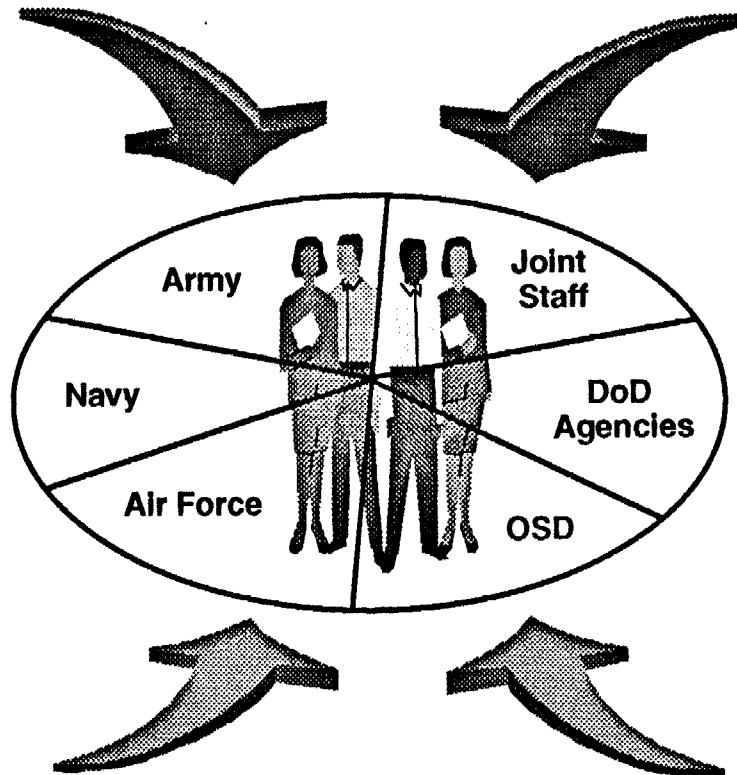 Army
Joint
Staff
Navy
DoD
Agencies
Air Force
OSD